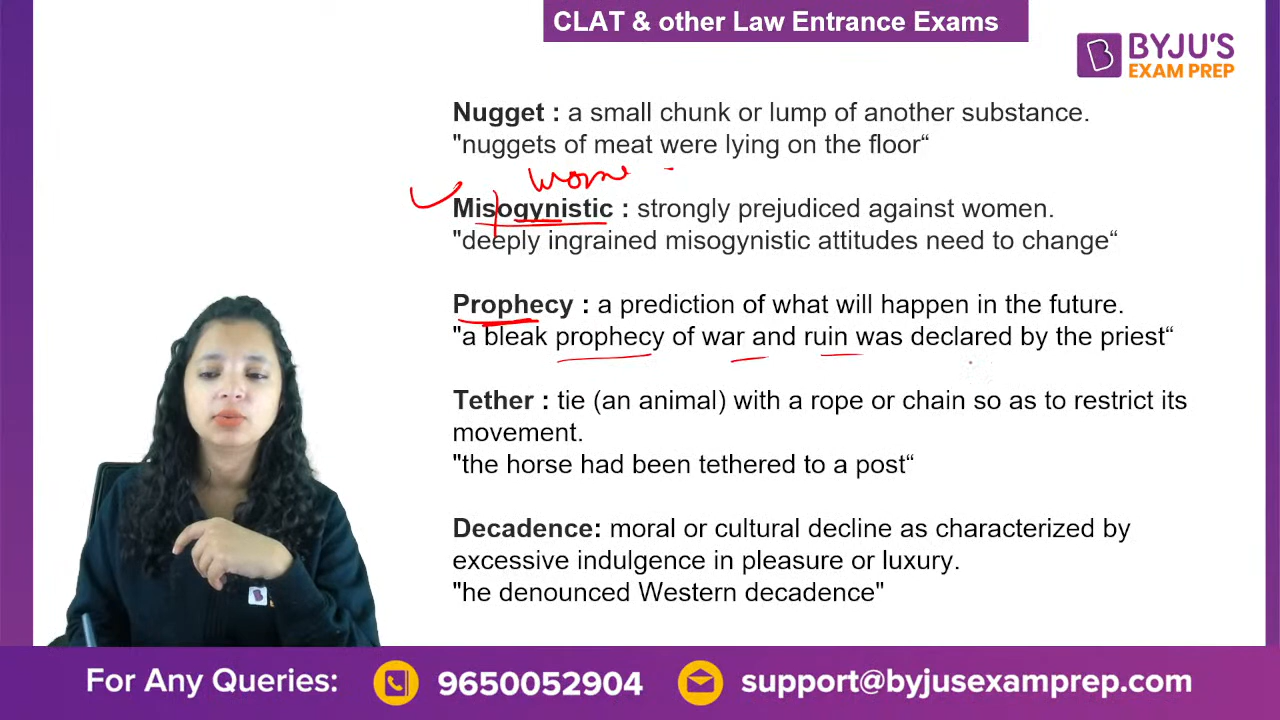 CLAT & other Law Entrance Exams
BYJU'S
EXAM PREP
Nugget : a small chunk or lump of another substance.
"nuggets of meat were lying on the floor“
Misogynistic : strongly prejudiced against women.
"deeply ingrained misogynistic attitudes need to change“
Prophecy : a prediction of what will happen in the future.
"a bleak prophecy of war and ruin was declared by the priest“
Tether : tie (an animal) with a rope or chain so as to restrict its
movement.
"the horse had been tethered to a post“
Decadence: moral or cultural decline as characterized by
excessive indulgence in pleasure or luxury.
"he denounced Western decadence"
For Any Queries: 9650052904 support@byjusexamprep.com